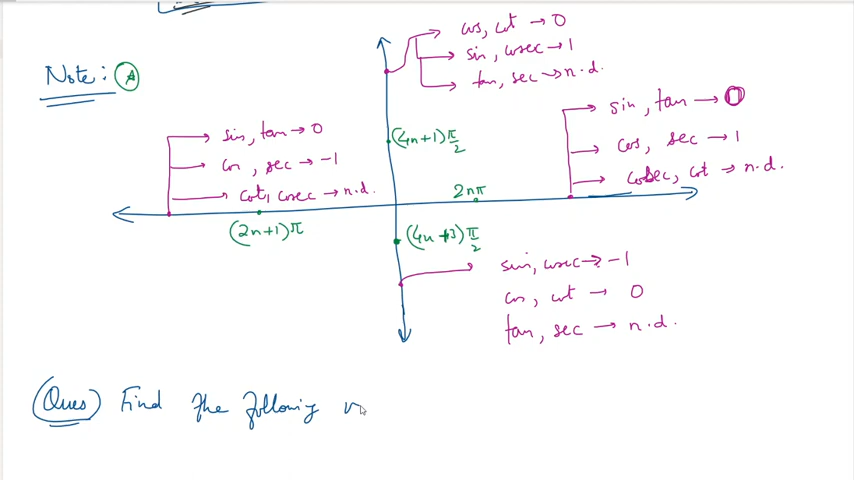 cos, cot → 0
sin, cosec → 1
tan, sec → n.d.
Note: A
sin, tan → 0
cos, sec → 1
cosec, cot → n.d.
sin, tan → 0
cos, sec → -1
cot, cosec → n.d.
(4n+1)π/2
2nπ
(2n+1)π
(4n+3)π/2
sin, cosec → -1
cos, cot → 0
tan, sec → n.d.
Ques Find the following v